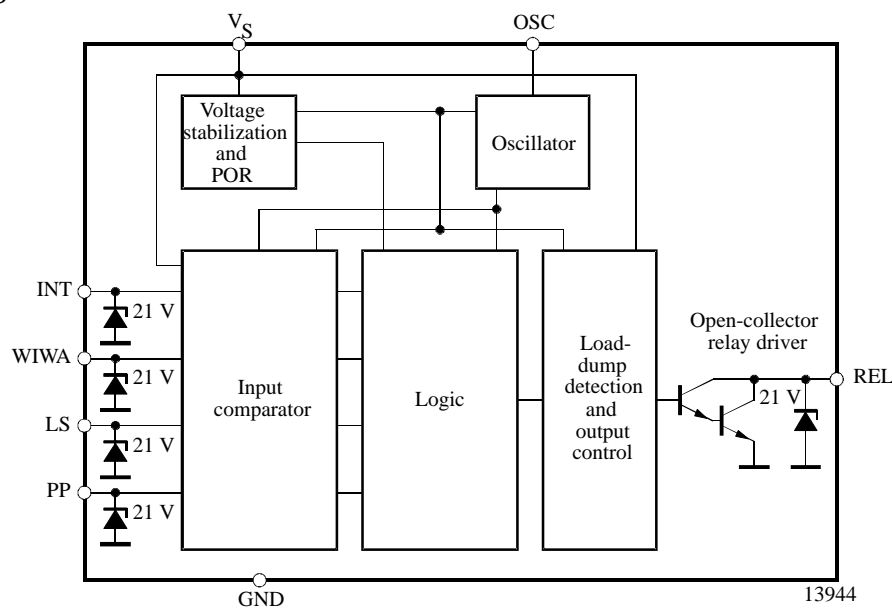 V_S
OSC
Voltage
stabilization
and
POR
Oscillator
INT
21 V
WIWA
21 V
LS
21 V
PP
21 V
Input
comparator
Logic
Load-
dump
detection
and
output
control
Open-collector
relay driver
REL
21 V
GND
13944